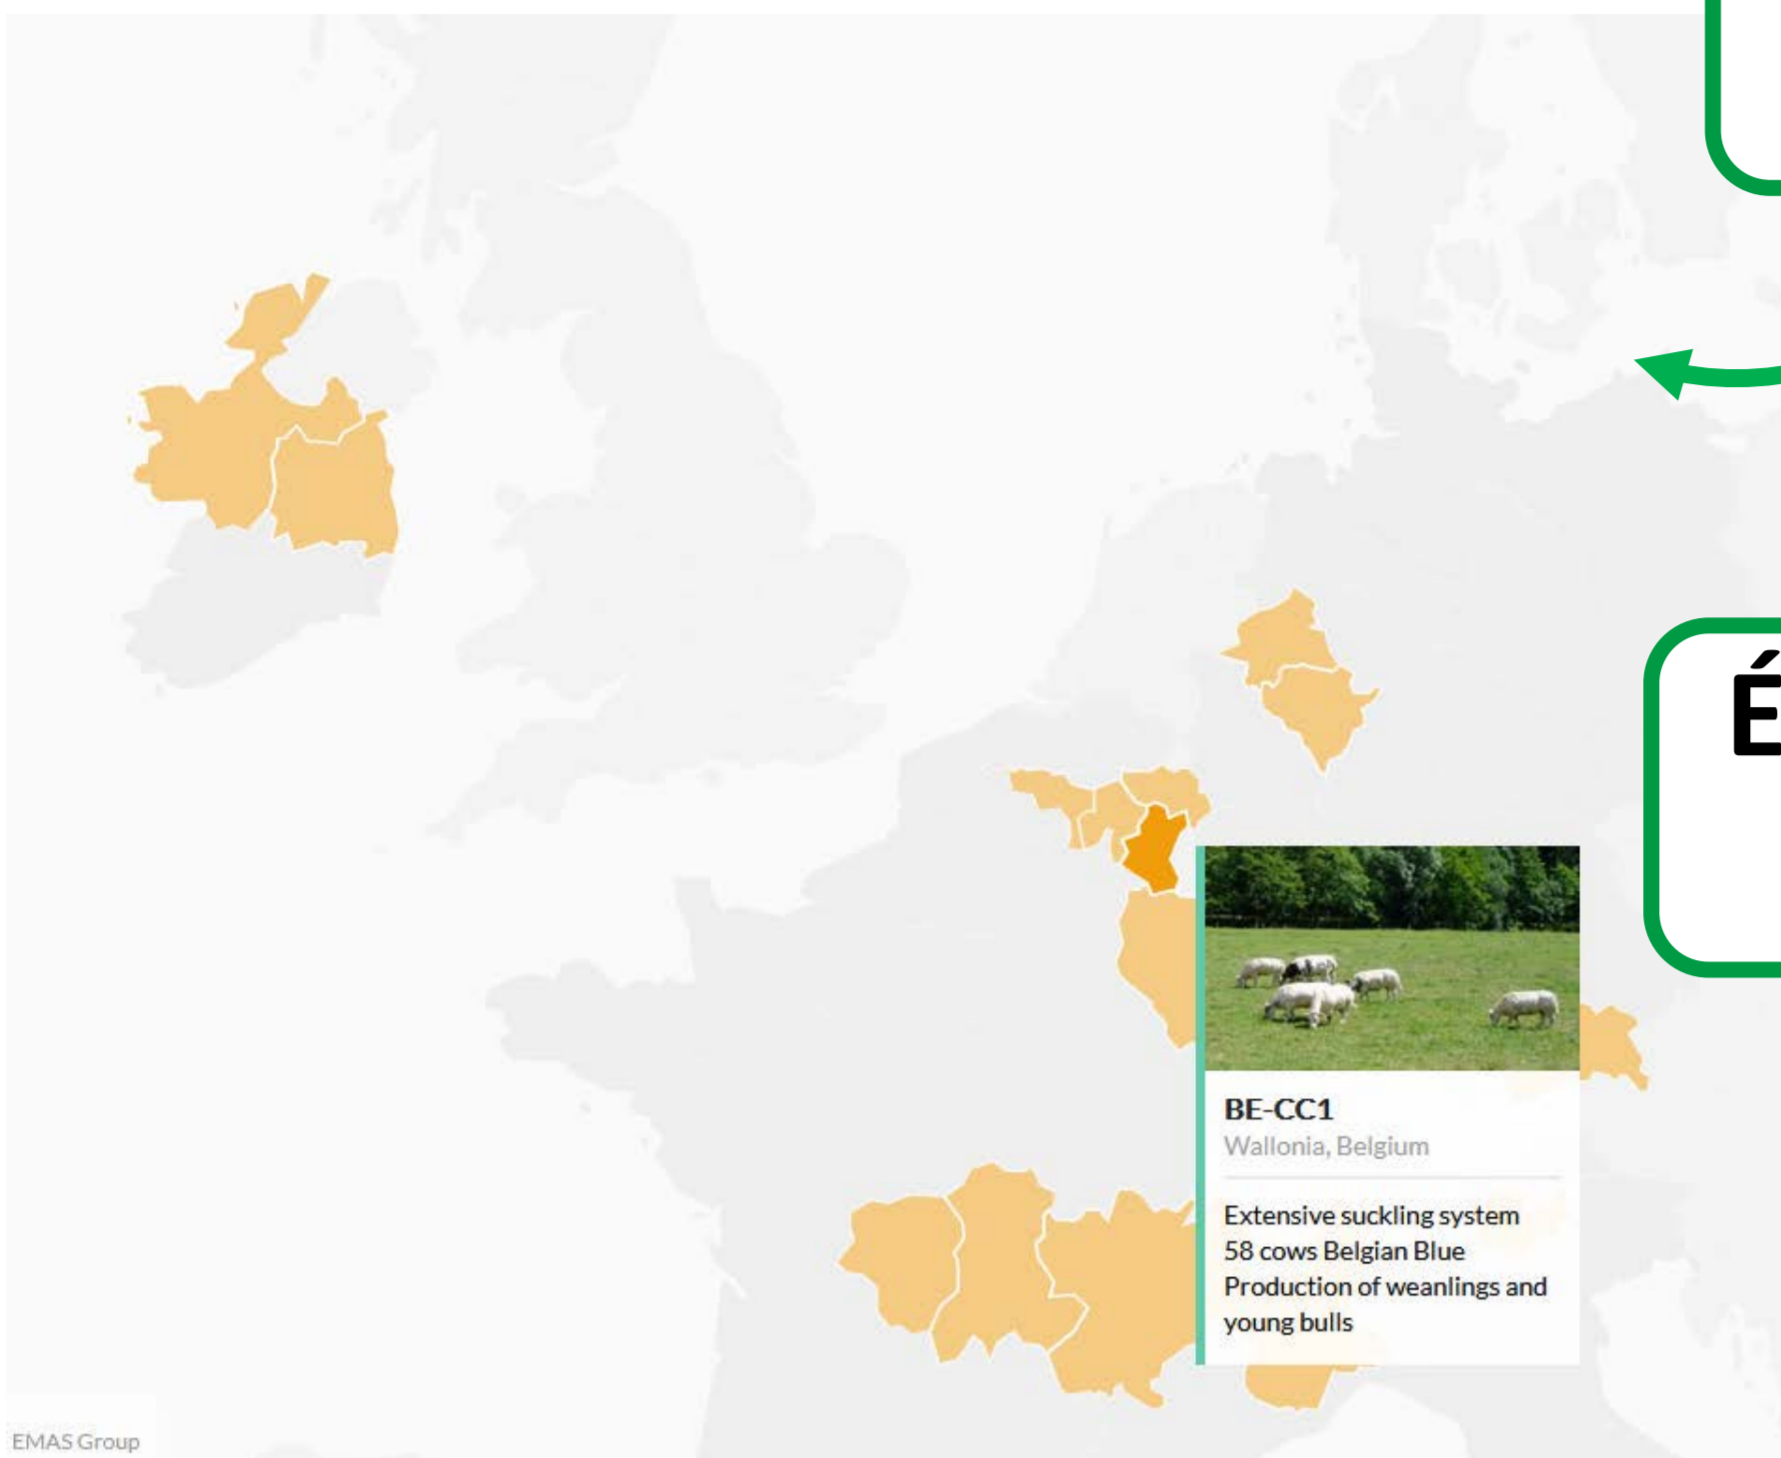 É
BE-CC1
Wallonia, Belgium
Extensive suckling system
58 cows Belgian Blue
Production of weanlings and
young bulls
EMAS Group